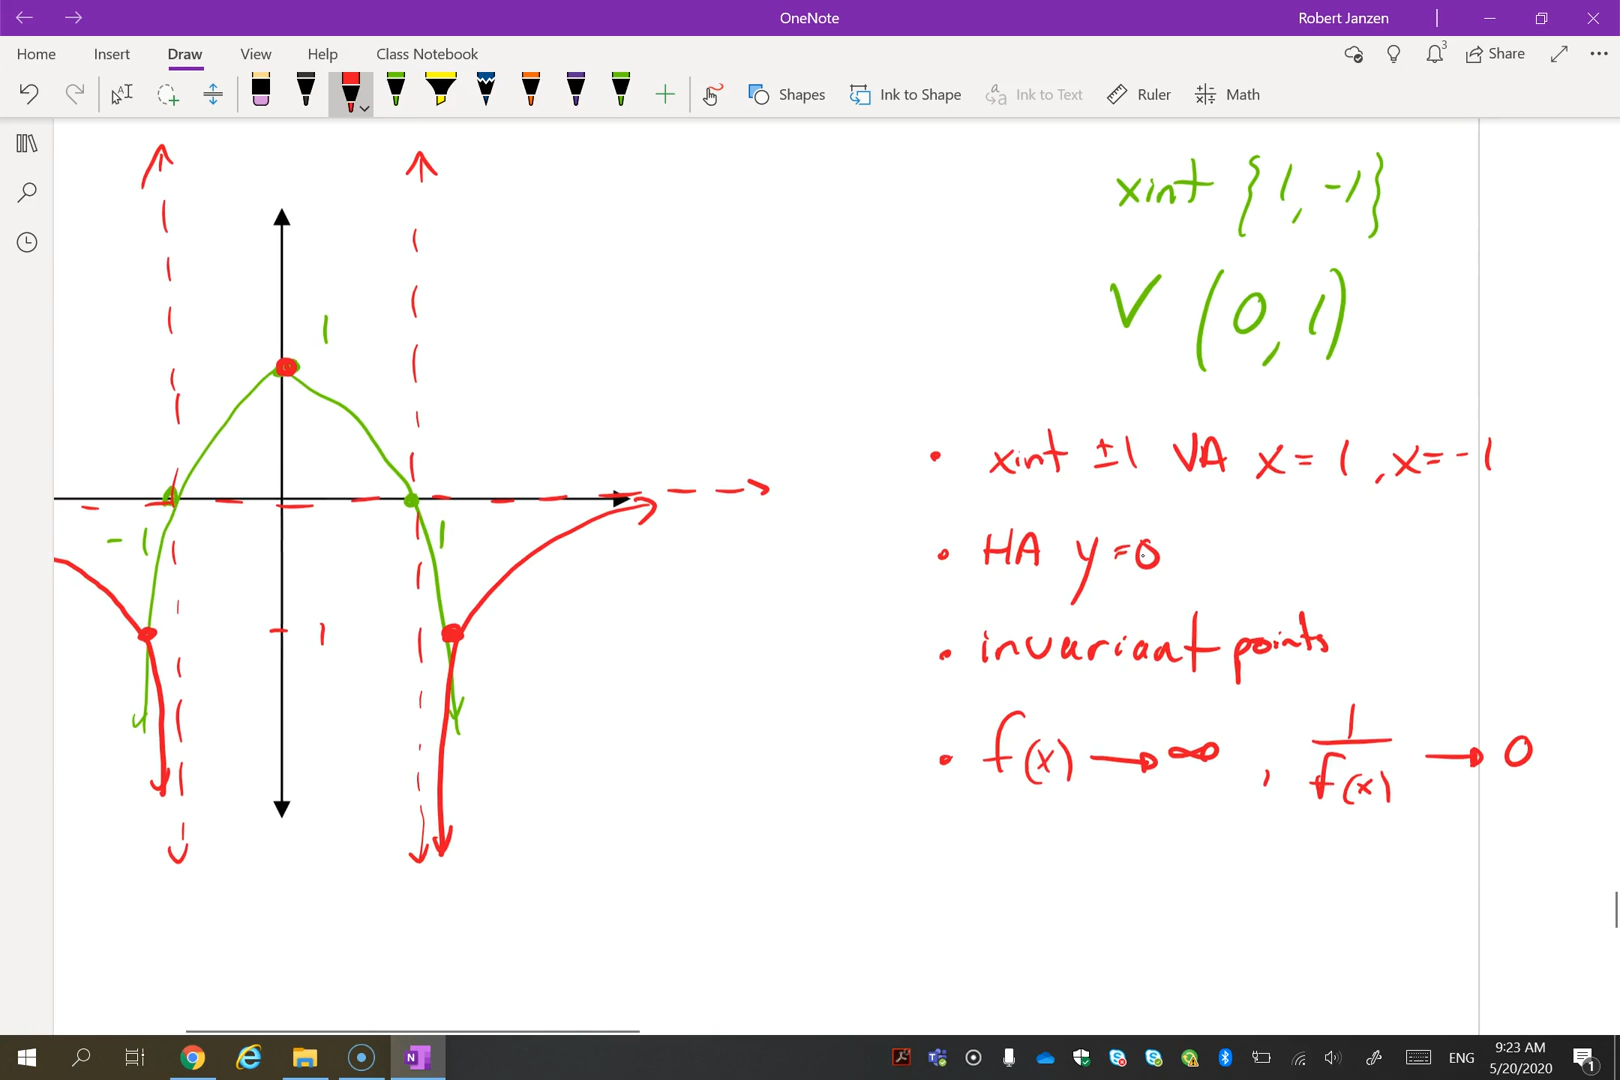 OneNote
Robert Janzen
Home Insert Draw View Help Class Notebook
3
Share
Shapes Ink to Shape Ink to Text Ruler Math
xint {1, -1}
V (0, 1)
1
-1
1
- 1
• xint ±1 VA x = 1, x = -1
• HA y = 0
• invariant points
• f(x) → ∞, 1/f(x) → 0
ENG
9:23 AM
5/20/2020
1